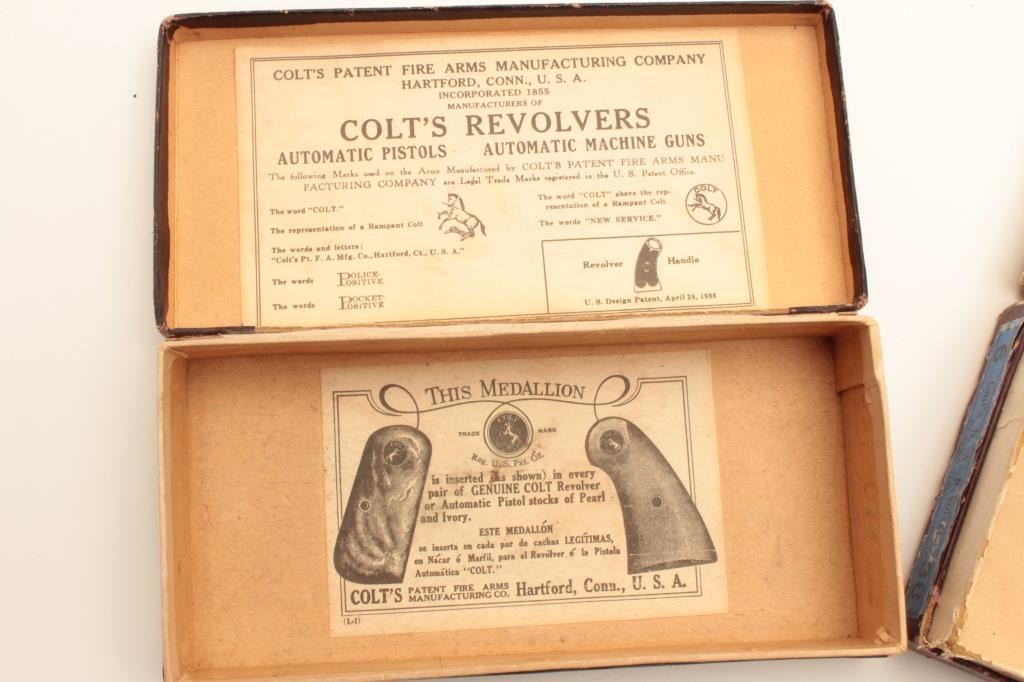 COLT'S PATENT FIRE ARMS MANUFACTURING COMPANY
HARTFORD, CONN., U. S. A.
INCORPORATED 1855
MANUFACTURERS OF
COLT'S REVOLVERS
AUTOMATIC PISTOLS AUTOMATIC MACHINE GUNS
The following Marks used on the Arms Manufactured by COLT'S PATENT FIRE ARMS MANU-
FACTURING COMPANY are Legal Trade Marks registered in the U. S. Patent Office.
The word "COLT."
The representation of a Rampant Colt
The words and letters:
"Colt's Pt. F. A. Mfg. Co., Hartford, Ct., U. S. A."
The words POLICE-
POSITIVE
The words POCKET-
POSITIVE
The word "COLT" above the rep-
resentation of a Rampant Colt
COLT
The words "NEW SERVICE."
Revolver Handle
U. S. Design Patent, April 28, 1908
THIS MEDALLION
TRADE MARK
COLT
Reg. U. S. Pat. Off.
is inserted (as shown) in every
pair of GENUINE COLT Revolver
or Automatic Pistol stocks of Pearl
and Ivory.
ESTE MEDALLÓN
se inserta en cada par de cachas LEGÍTIMAS,
en Nácar ó Marfil, para el Revólver ó la Pistola
Automática "COLT."
COLT'S PATENT FIRE ARMS
MANUFACTURING CO. Hartford, Conn., U. S. A.
(L-1)